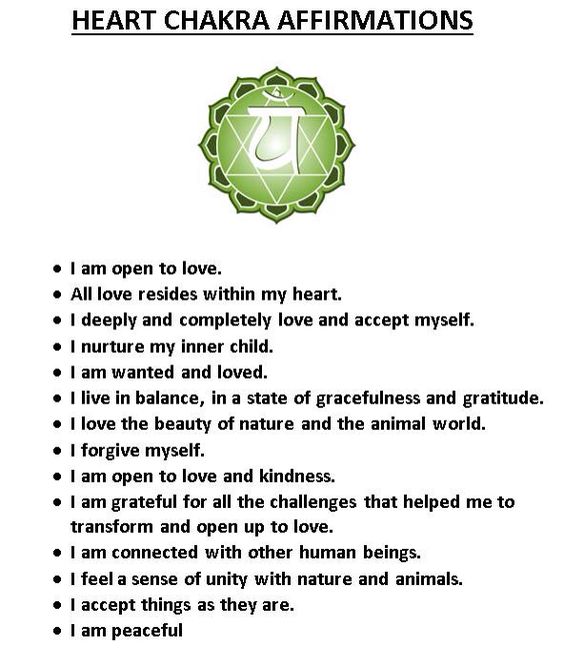 HEART CHAKRA AFFIRMATIONS
यं
• I am open to love.
• All love resides within my heart.
• I deeply and completely love and accept myself.
• I nurture my inner child.
• I am wanted and loved.
• I live in balance, in a state of gracefulness and gratitude.
• I love the beauty of nature and the animal world.
• I forgive myself.
• I am open to love and kindness.
• I am grateful for all the challenges that helped me to
transform and open up to love.
• I am connected with other human beings.
• I feel a sense of unity with nature and animals.
• I accept things as they are.
• I am peaceful